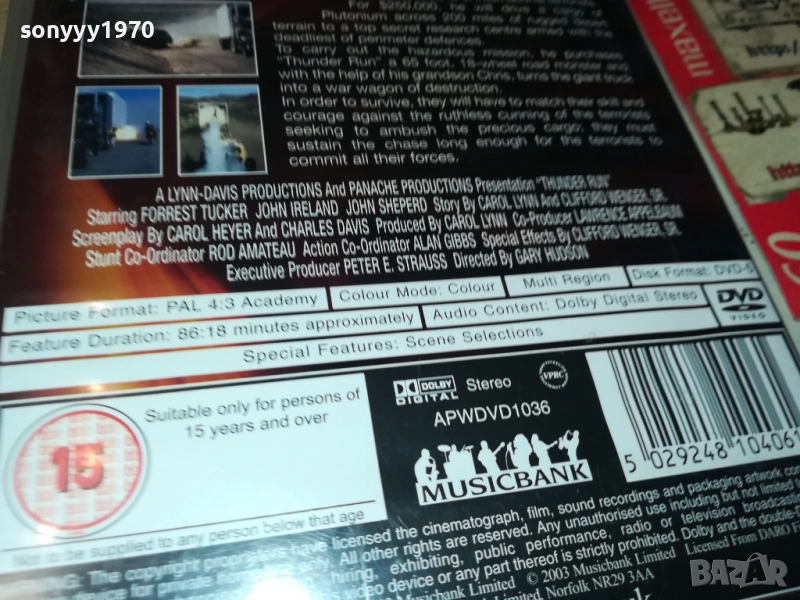 sonyyy1970
For $250,000, he will drive a
Plutonium across 200 miles of rugged
terrain to a top secret research centre armed with the
deadliest of perimeter defences.
To carry out the hazardous mission, he purchases
"Thunder Run" a 65 foot, 18-wheel road monster and
with the help of his grandson Chris, turns the giant truck
into a war wagon of destruction.
In order to survive, they will have to match their skill and
courage against the ruthless cunning of the terrorists
seeking to ambush the precious cargo: they must
sustain the chase long enough for the terrorists to
commit all their forces.
A LYNN-DAVIS PRODUCTIONS And PANACHE PRODUCTIONS Presentation "THUNDER RUN"
Starring FORREST TUCKER JOHN IRELAND JOHN SHEPERD Story By CAROL LYNN And CLIFFORD WENGER, SR.
Screenplay By CAROL HEYER And CHARLES DAVIS Produced By CAROL LYNN Co-Producer LAWRENCE APPELBAUM
Stunt Co-Ordinator ROD AMATEAU Action Co-Ordinator ALAN GIBBS Special Effects By CLIFFORD WENGER, SR.
Executive Producer PETER E. STRAUSS Directed By GARY HUDSON
Picture Format: PAL 4:3 Academy Colour Mode: Colour Multi Region Disk Format: DVD-5
Feature Duration: 86:18 minutes approximately Audio Content: Dolby Digital Stereo
Special Features: Scene Selections
DVD
VIDEO
15
Suitable only for persons of
15 years and over
Not to be supplied to any person below that age
DOLBY
DIGITAL
Stereo
VPRC
APWDVD1036
MUSICBANK
5 029248 104061
maxell
http:/
http
WARNING: The copyright proprietors have licensed the cinematograph, film, sound recordings and packaging artwork
device for private home use only. All other rights are reserved. Unauthorised use including but not limited
hiring, exhibiting, public performance, radio or television broadcasting
this video device or any part thereof is strictly prohibited. Dolby and the double-D
© 2003 Musicbank Limited Licensed From DARO F
Limited, Norfolk NR29 3AA
BAZAR
bg